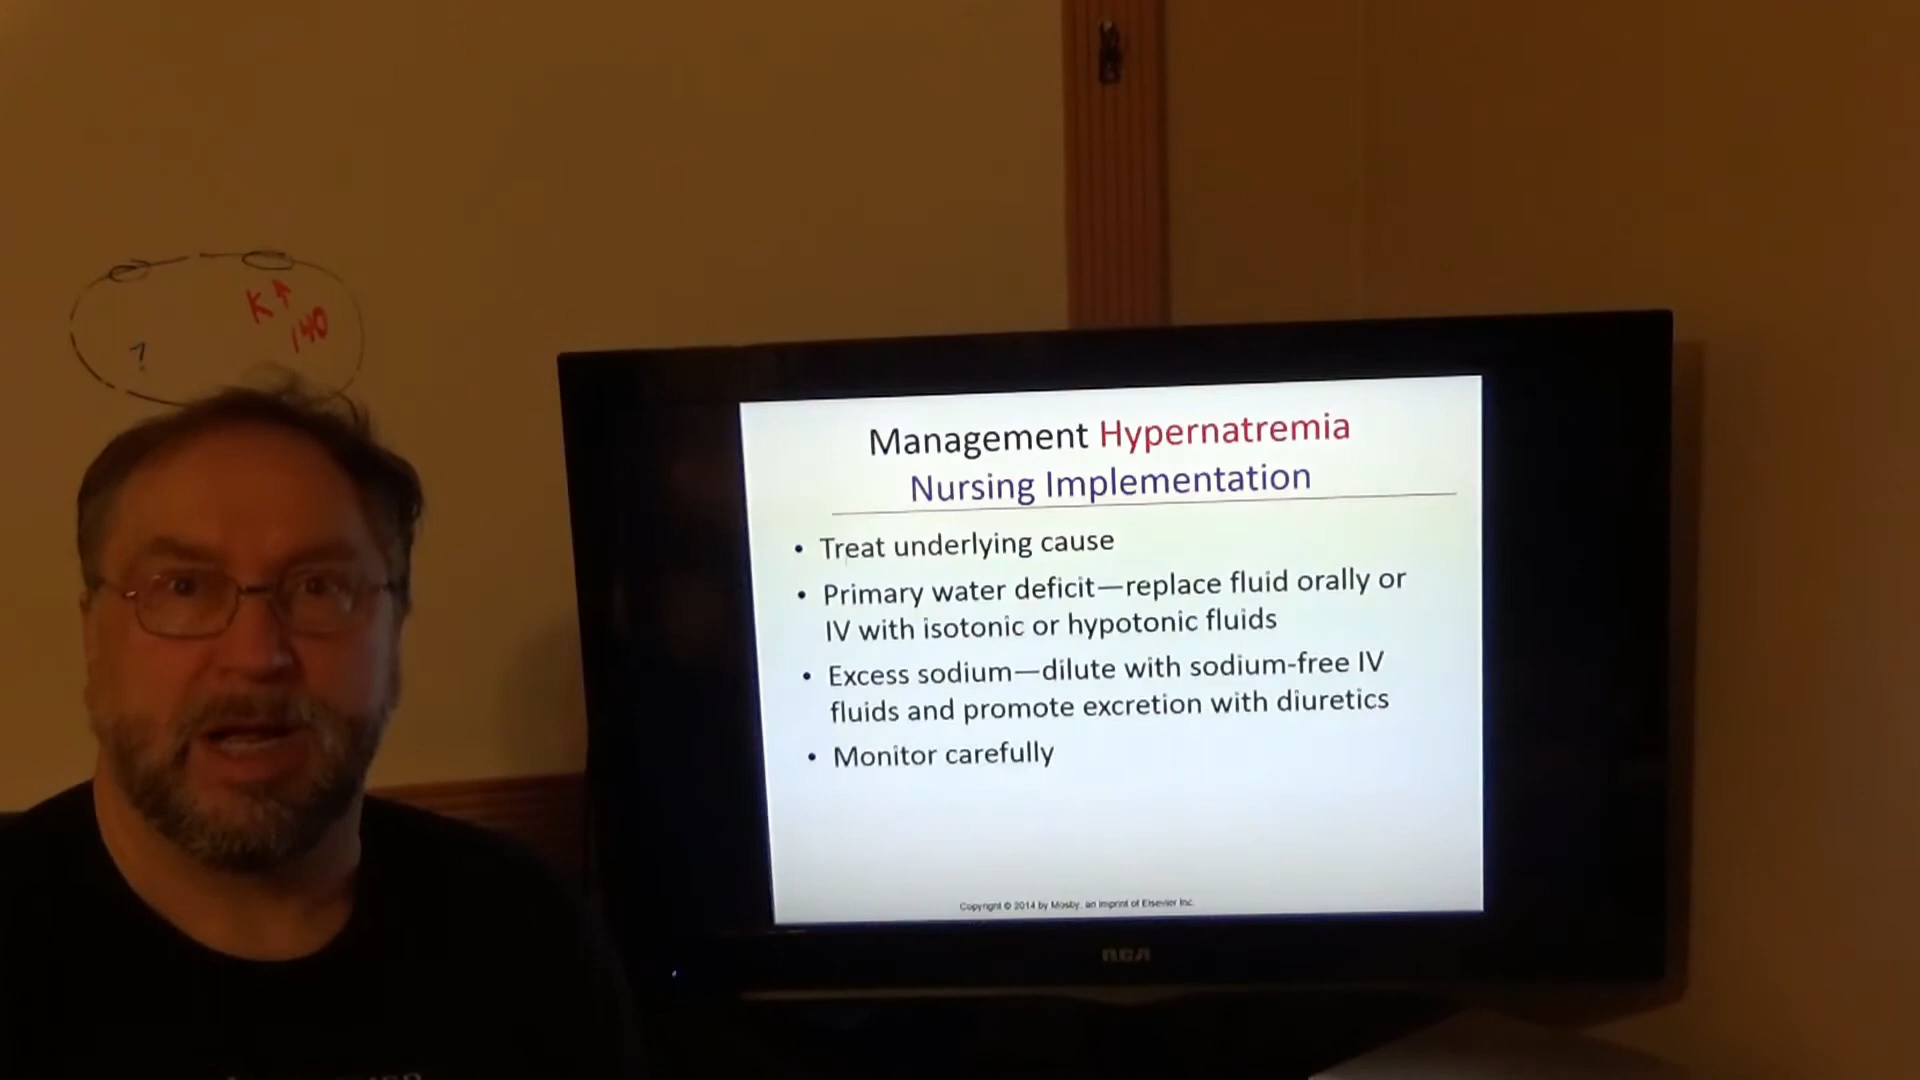 K↑
140
?
Management Hypernatremia
Nursing Implementation
• Treat underlying cause
• Primary water deficit—replace fluid orally or
IV with isotonic or hypotonic fluids
• Excess sodium—dilute with sodium-free IV
fluids and promote excretion with diuretics
• Monitor carefully
Copyright © 2014 by Mosby, an imprint of Elsevier Inc.
RCA